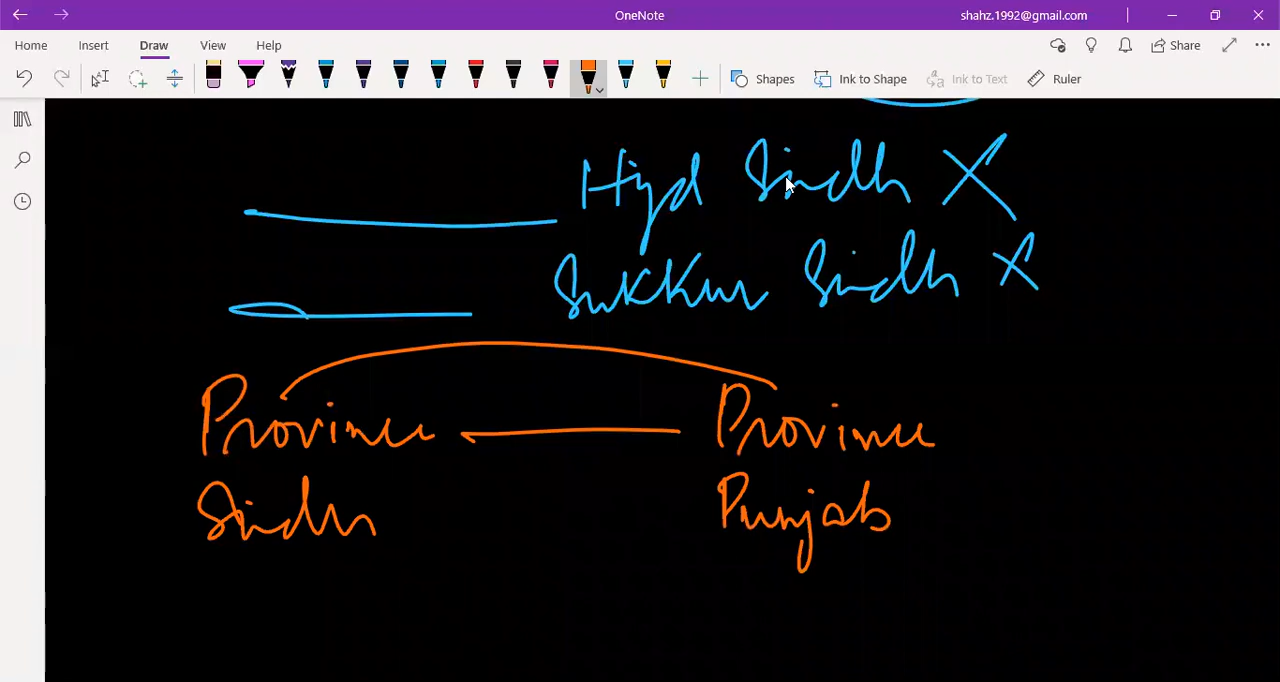 OneNote
shahz.1992@gmail.com
Home Insert Draw View Help
Share
Shapes Ink to Shape Ink to Text Ruler
Hyd Sindh X
Sukkur Sindh X
Province Province
Sindh Punjab